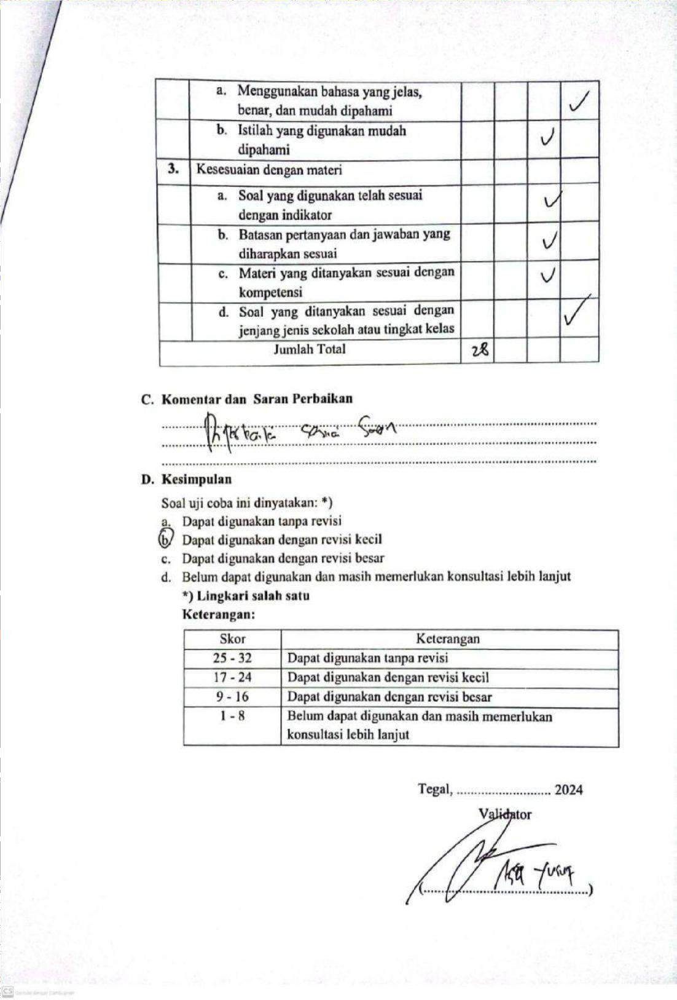 a. Menggunakan bahasa yang jelas,
benar, dan mudah dipahami
b. Istilah yang digunakan mudah
dipahami
3. Kesesuaian dengan materi
a. Soal yang digunakan telah sesuai
dengan indikator
b. Batasan pertanyaan dan jawaban yang
diharapkan sesuai
c. Materi yang ditanyakan sesuai dengan
kompetensi
d. Soal yang ditanyakan sesuai dengan
jenjang jenis sekolah atau tingkat kelas
Jumlah Total 28
C. Komentar dan Saran Perbaikan
Diperbaiki sesuai Saran
D. Kesimpulan
Soal uji coba ini dinyatakan: *)
a. Dapat digunakan tanpa revisi
b. Dapat digunakan dengan revisi kecil
c. Dapat digunakan dengan revisi besar
d. Belum dapat digunakan dan masih memerlukan konsultasi lebih lanjut
*) Lingkari salah satu
Keterangan:
Skor Keterangan
25 - 32 Dapat digunakan tanpa revisi
17 - 24 Dapat digunakan dengan revisi kecil
9 - 16 Dapat digunakan dengan revisi besar
1 - 8 Belum dapat digunakan dan masih memerlukan
konsultasi lebih lanjut
Tegal, ........................... 2024
Validator
Yusuf
CS